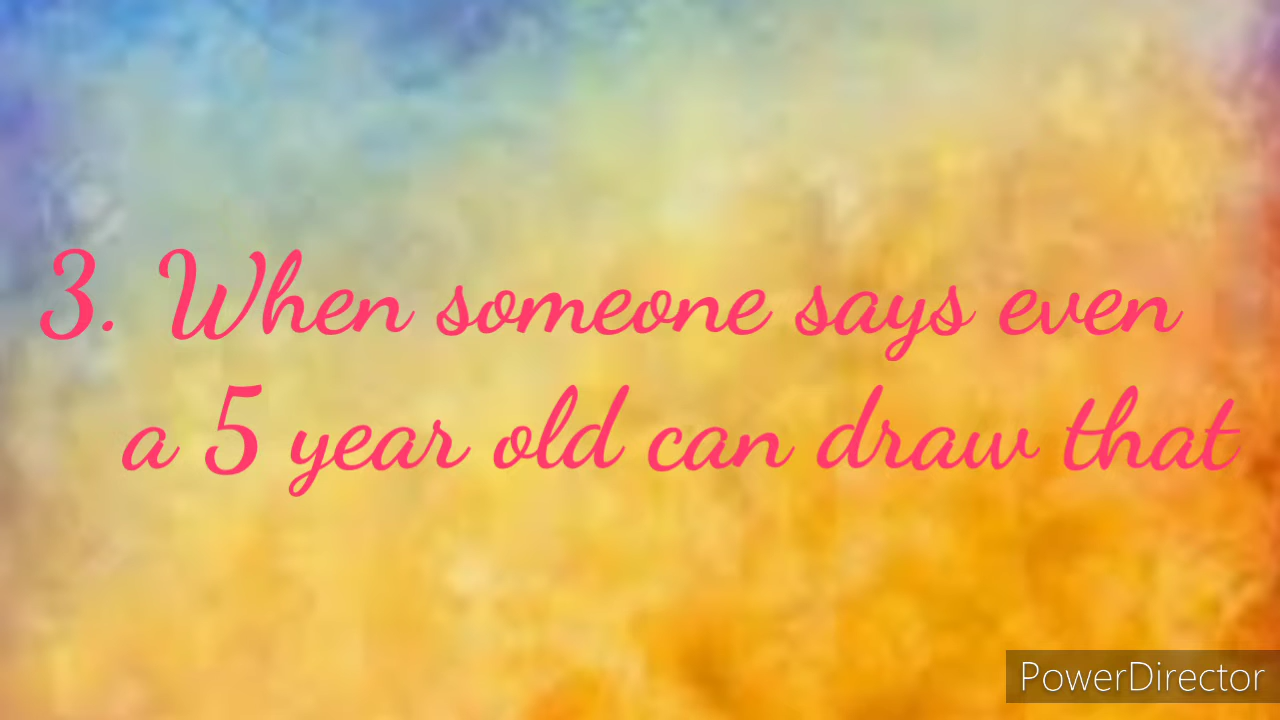 3. When someone says even
a 5 year old can draw that
PowerDirector